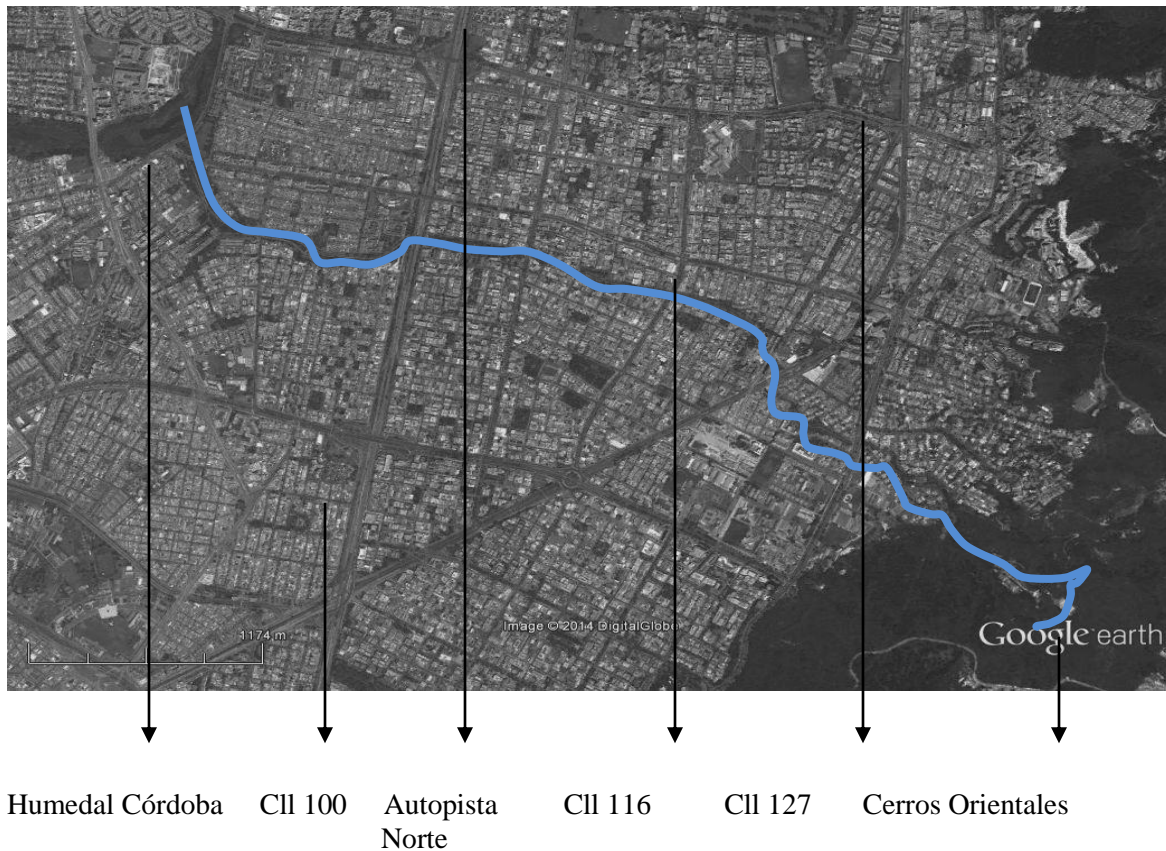 1174 m
Image © 2014 DigitalGlobe
Google earth
Humedal Córdoba Cll 100 Autopista Norte Cll 116 Cll 127 Cerros Orientales